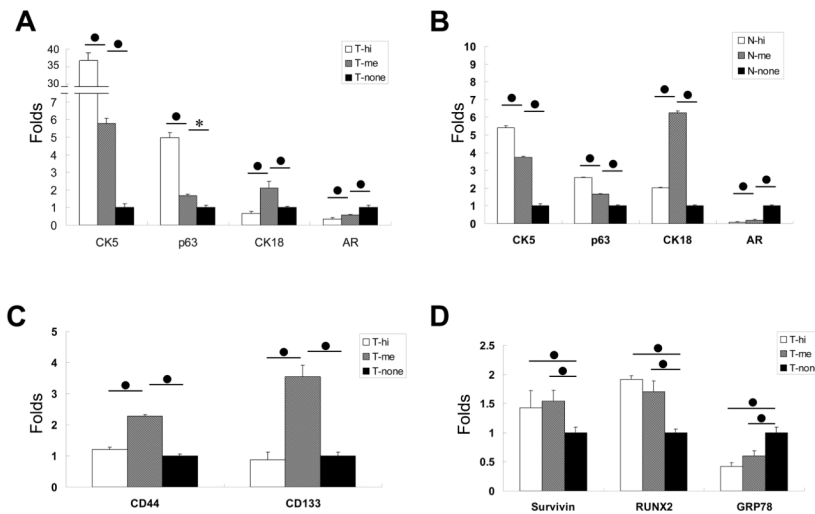 A
Folds
40
35
30
7
6
5
4
3
2
1
0
*
T-hi
T-me
T-none
CK5 p63 CK18 AR
B
Folds
10
9
8
7
6
5
4
3
2
1
0
N-hi
N-me
N-none
CK5 p63 CK18 AR
C
Folds
5
4
3
2
1
0
T-hi
T-me
T-none
CD44 CD133
D
Folds
2.5
2
1.5
1
0.5
0
T-hi
T-me
T-none
Survivin RUNX2 GRP78